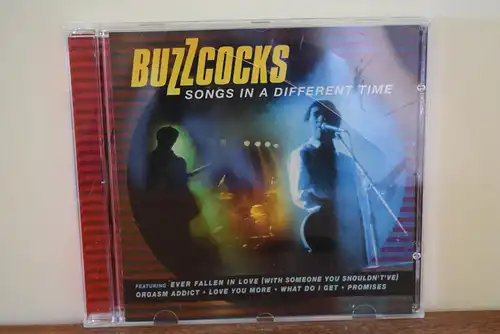 BUZZCOCKS
SONGS IN A DIFFERENT TIME
FEATURING EVER FALLEN IN LOVE (WITH SOMEONE YOU SHOULDN'T'VE)
ORGASM ADDICT • LOVE YOU MORE • WHAT DO I GET • PROMISES